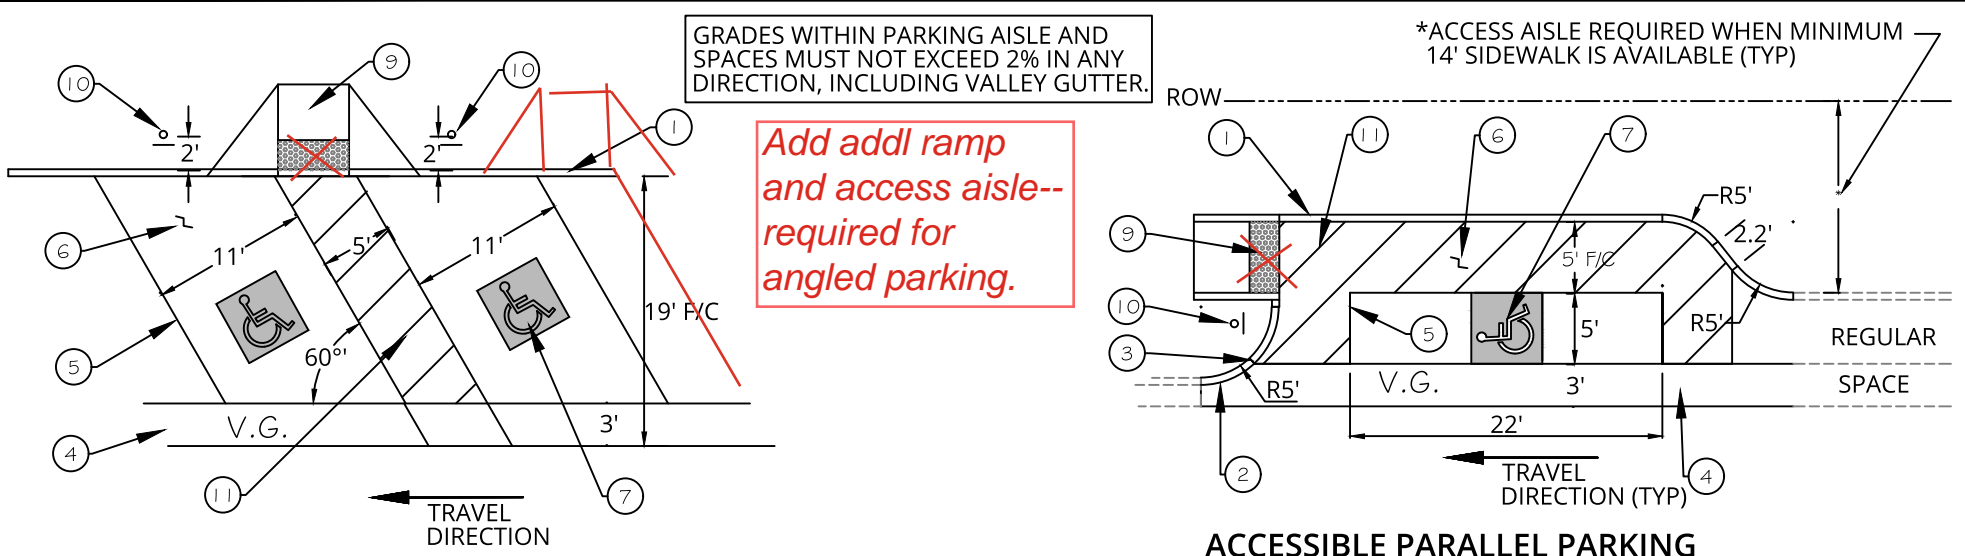 GRADES WITHIN PARKING AISLE AND
SPACES MUST NOT EXCEED 2% IN ANY
DIRECTION, INCLUDING VALLEY GUTTER.
10
9
10
1
2'
2'
6
11'
5'
11'
5
60°'
19' F/C
V.G.
3'
4
11
7
TRAVEL
DIRECTION
Add addl ramp
and access aisle--
required for
angled parking.
*ACCESS AISLE REQUIRED WHEN MINIMUM
14' SIDEWALK IS AVAILABLE (TYP)
ROW
1
11
6
7
*
R5'
9
2.2'
5' F/C
10
R5'
5
5'
REGULAR
3
R5'
V.G.
3'
SPACE
22'
2
4
TRAVEL
DIRECTION (TYP)
ACCESSIBLE PARALLEL PARKING